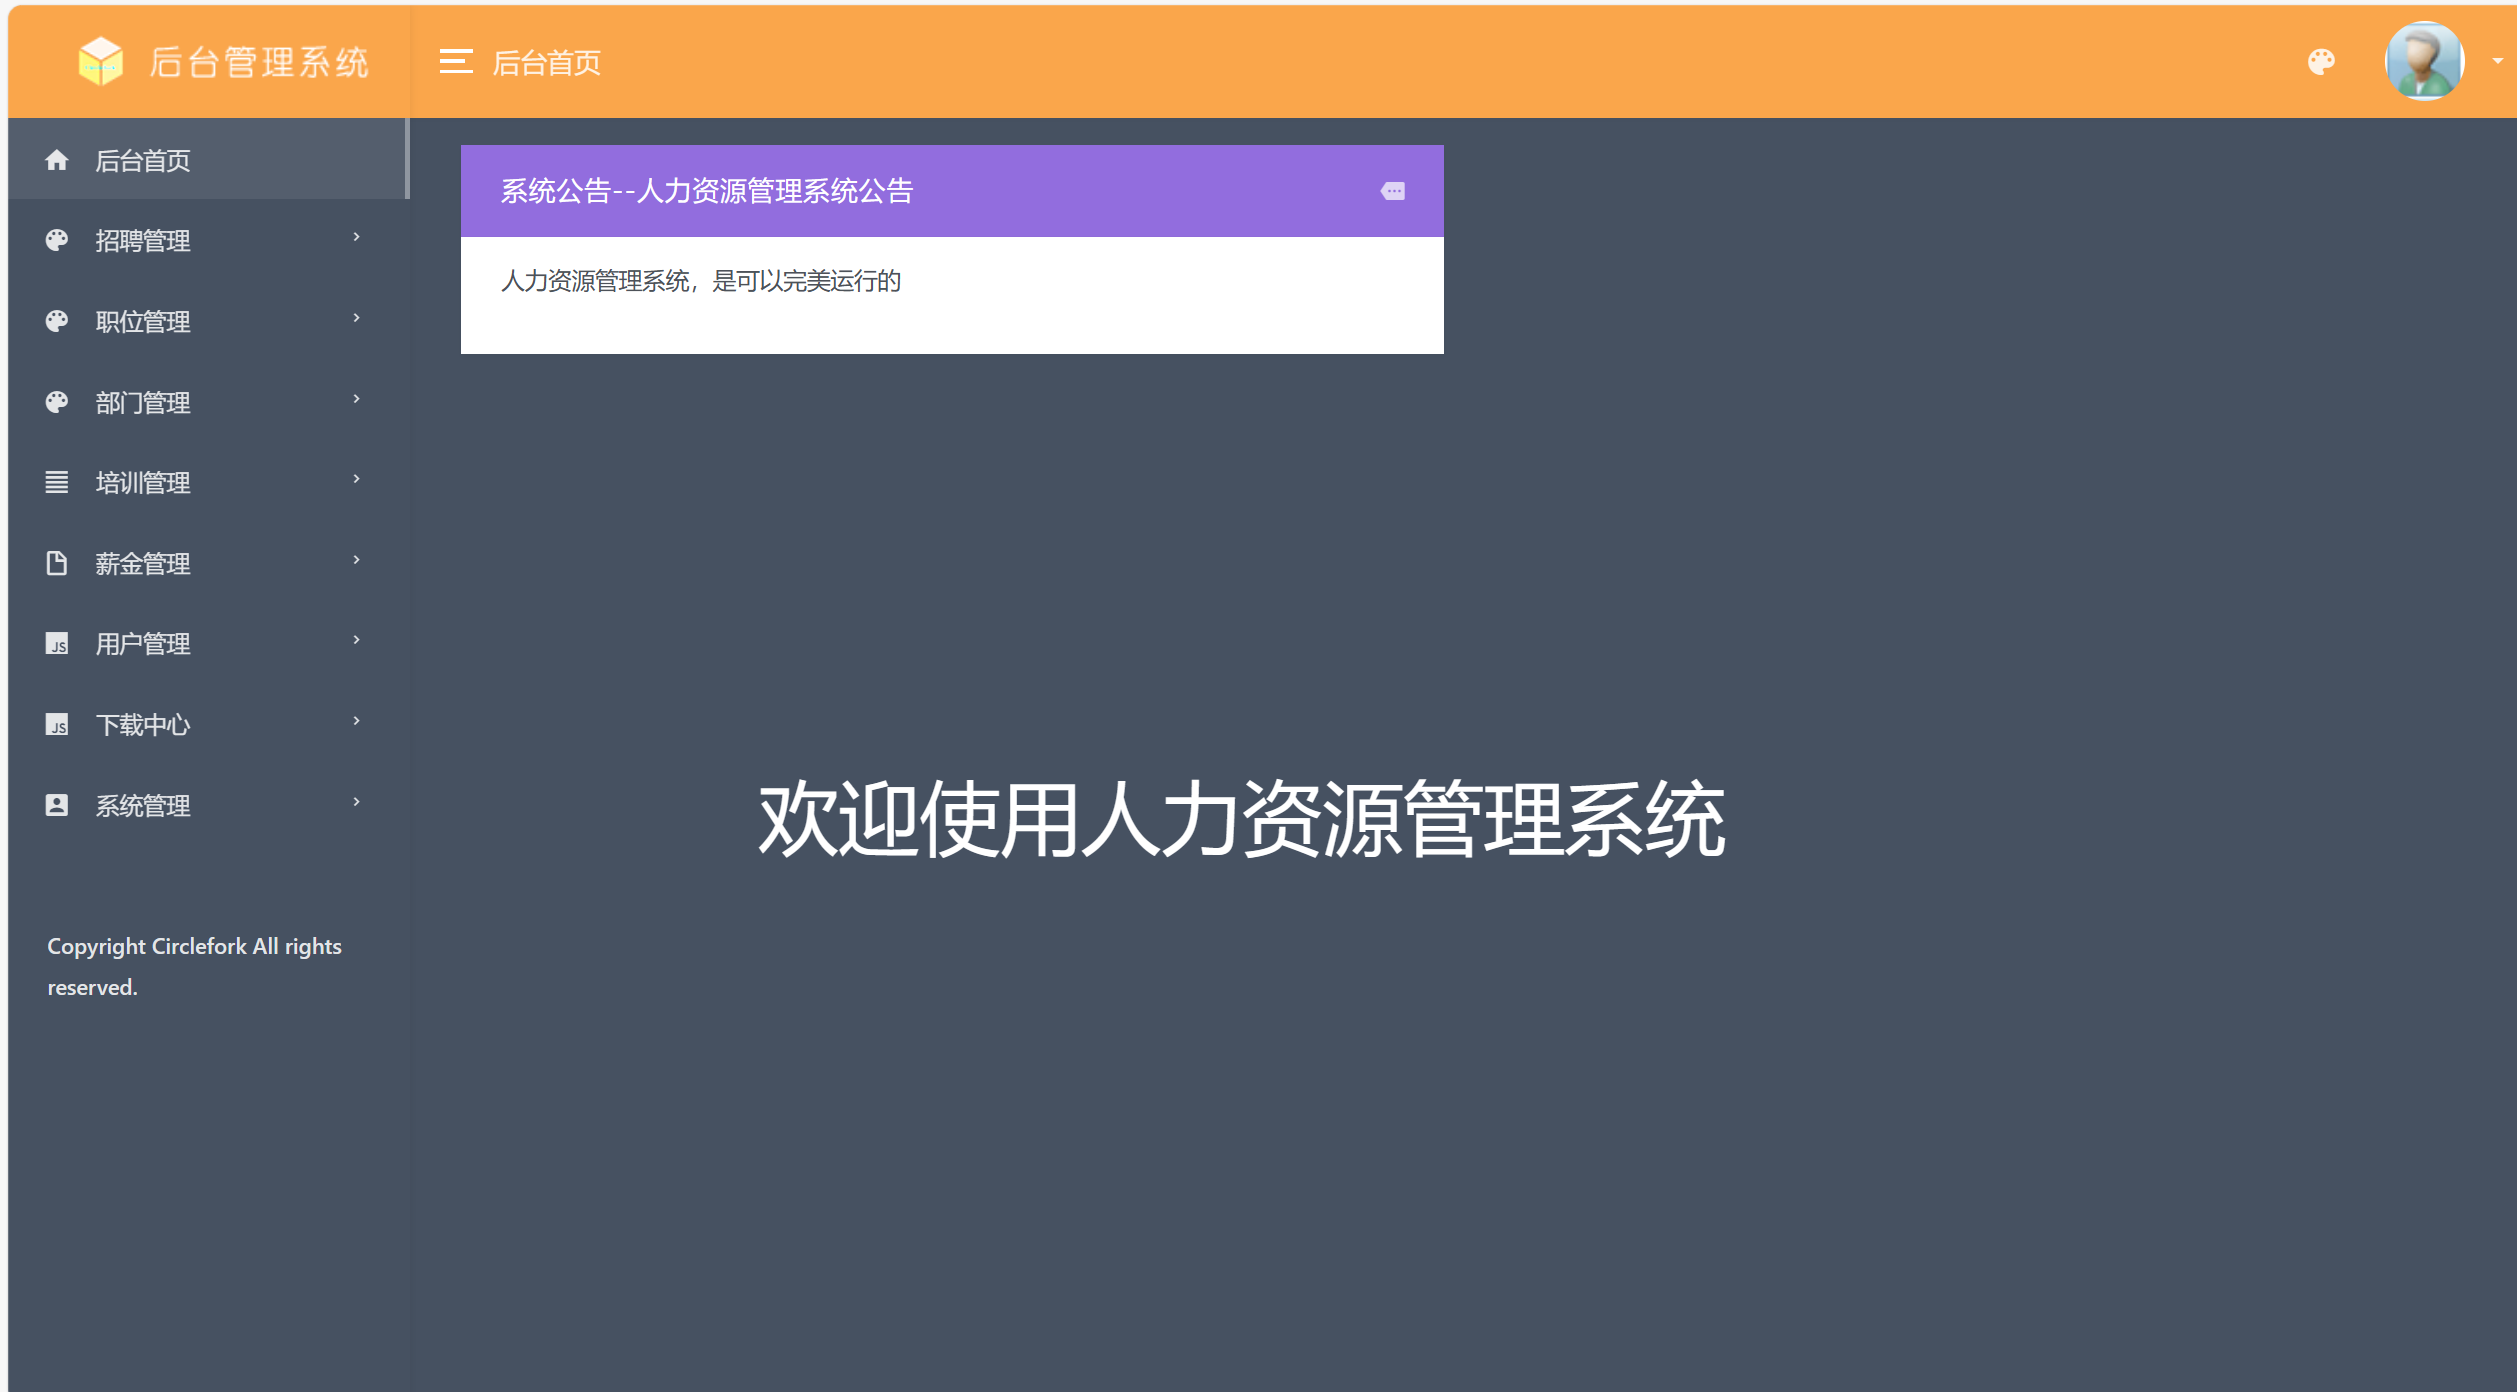 后台管理系统
后台首页
后台首页
招聘管理
职位管理
部门管理
培训管理
薪金管理
JS 用户管理
JS 下载中心
系统管理
Copyright Circlefork All rights
reserved.
系统公告--人力资源管理系统公告
人力资源管理系统，是可以完美运行的
欢迎使用人力资源管理系统